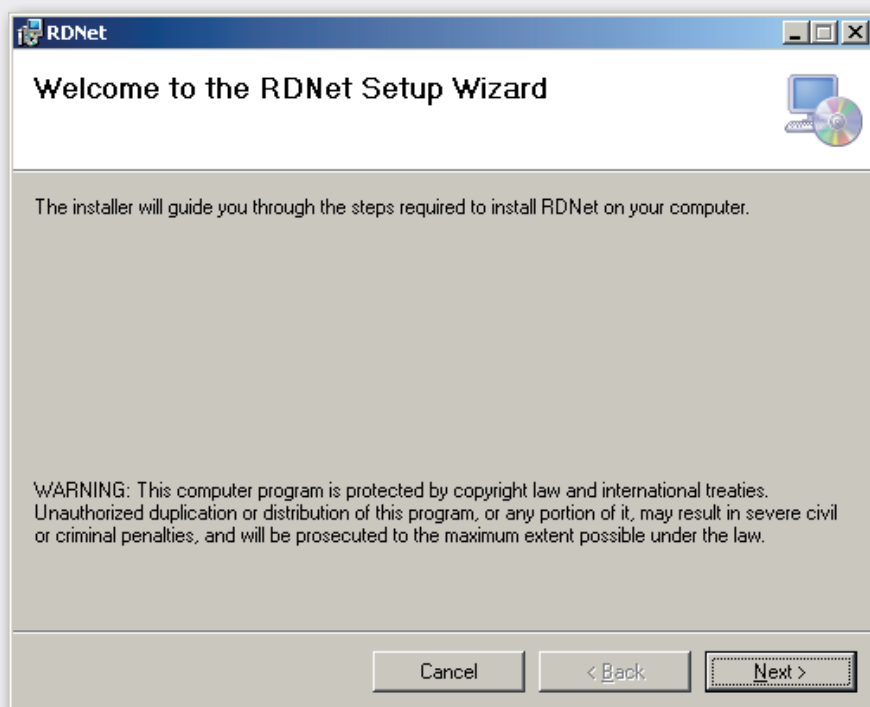 RDNet
Welcome to the RDNet Setup Wizard
The installer will guide you through the steps required to install RDNet on your computer.
WARNING: This computer program is protected by copyright law and international treaties.
Unauthorized duplication or distribution of this program, or any portion of it, may result in severe civil
or criminal penalties, and will be prosecuted to the maximum extent possible under the law.
Cancel < Back Next >